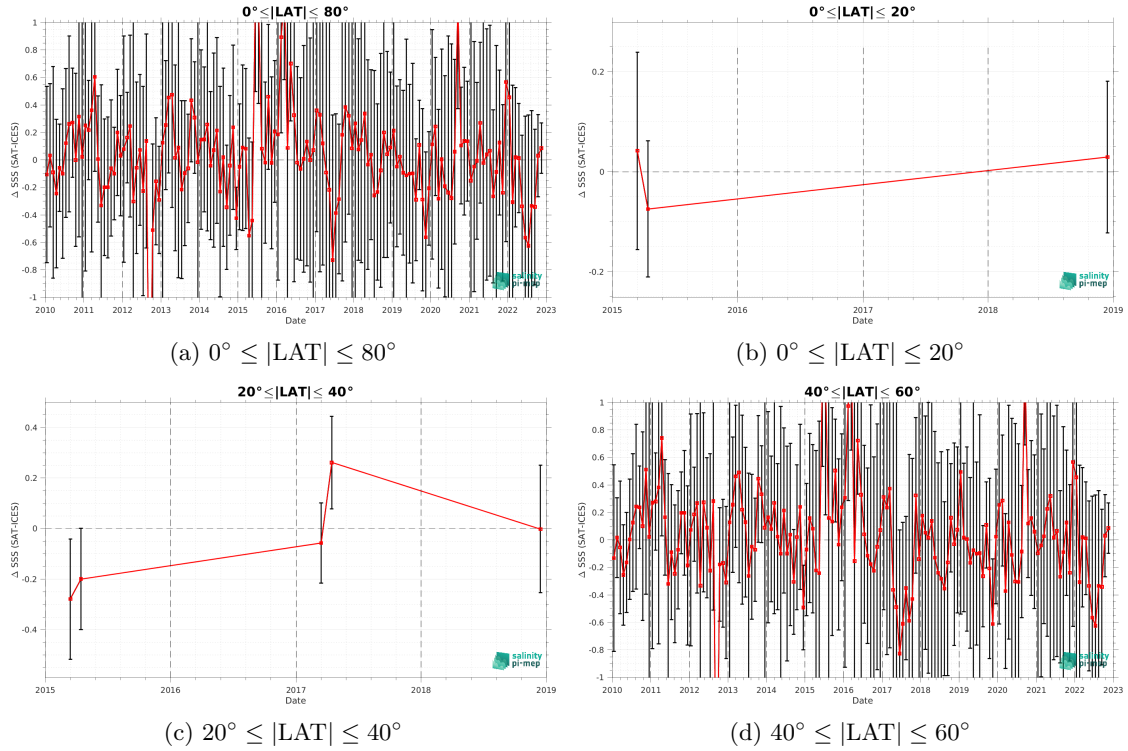 0°≤|LAT|≤ 80°
Δ SSS (SAT-ICES)
1
0.8
0.6
0.4
0.2
0
-0.2
-0.4
-0.6
-0.8
-1
2010 2011 2012 2013 2014 2015 2016 2017 2018 2019 2020 2021 2022 2023
Date
salinity
pi-mep
(a) 0° ≤ |LAT| ≤ 80°
0°≤|LAT|≤ 20°
Δ SSS (SAT-ICES)
0.2
0
-0.2
2015 2016 2017 2018 2019
Date
salinity
pi-mep
(b) 0° ≤ |LAT| ≤ 20°
20°≤|LAT|≤ 40°
Δ SSS (SAT-ICES)
0.4
0.2
0
-0.2
-0.4
2015 2016 2017 2018 2019
Date
salinity
pi-mep
(c) 20° ≤ |LAT| ≤ 40°
40°≤|LAT|≤ 60°
Δ SSS (SAT-ICES)
1
0.8
0.6
0.4
0.2
0
-0.2
-0.4
-0.6
-0.8
-1
2010 2011 2012 2013 2014 2015 2016 2017 2018 2019 2020 2021 2022 2023
Date
salinity
pi-mep
(d) 40° ≤ |LAT| ≤ 60°